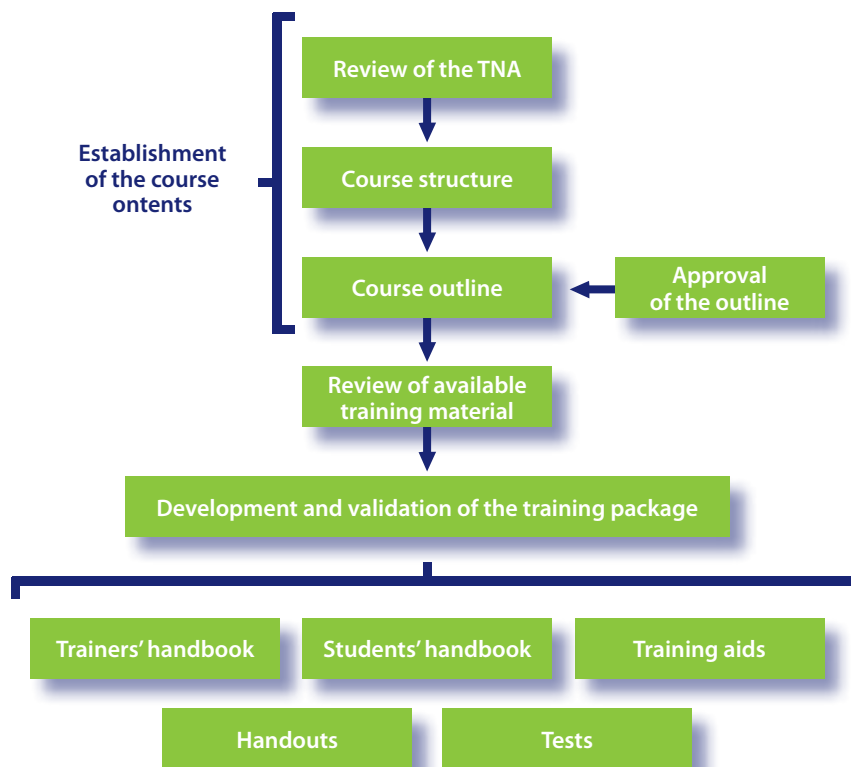 Review of the TNA
Establishment
of the course
ontents
Course structure
Course outline
Approval
of the outline
Review of available
training material
Development and validation of the training package
Trainers’ handbook
Students’ handbook
Training aids
Handouts
Tests